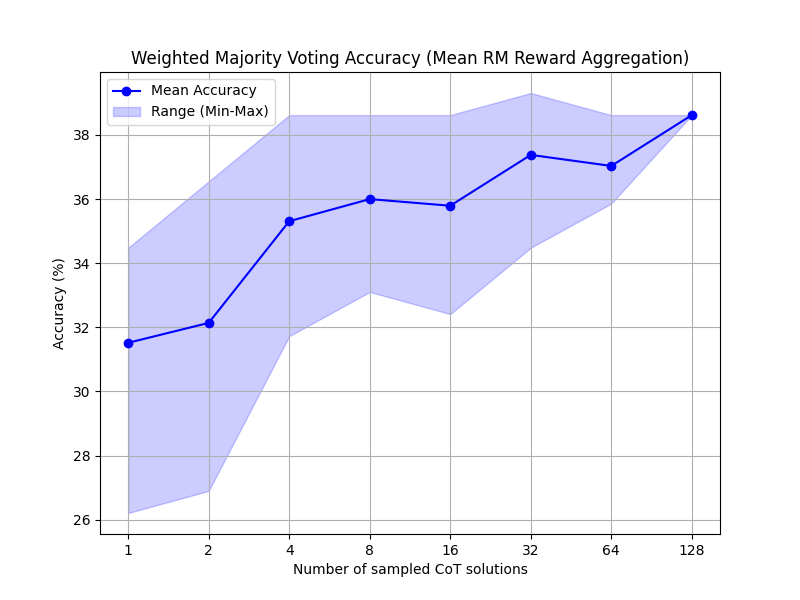 Weighted Majority Voting Accuracy (Mean RM Reward Aggregation)
Mean Accuracy
Range (Min-Max)
Accuracy (%)
38
36
34
32
30
28
26
1 2 4 8 16 32 64 128
Number of sampled CoT solutions